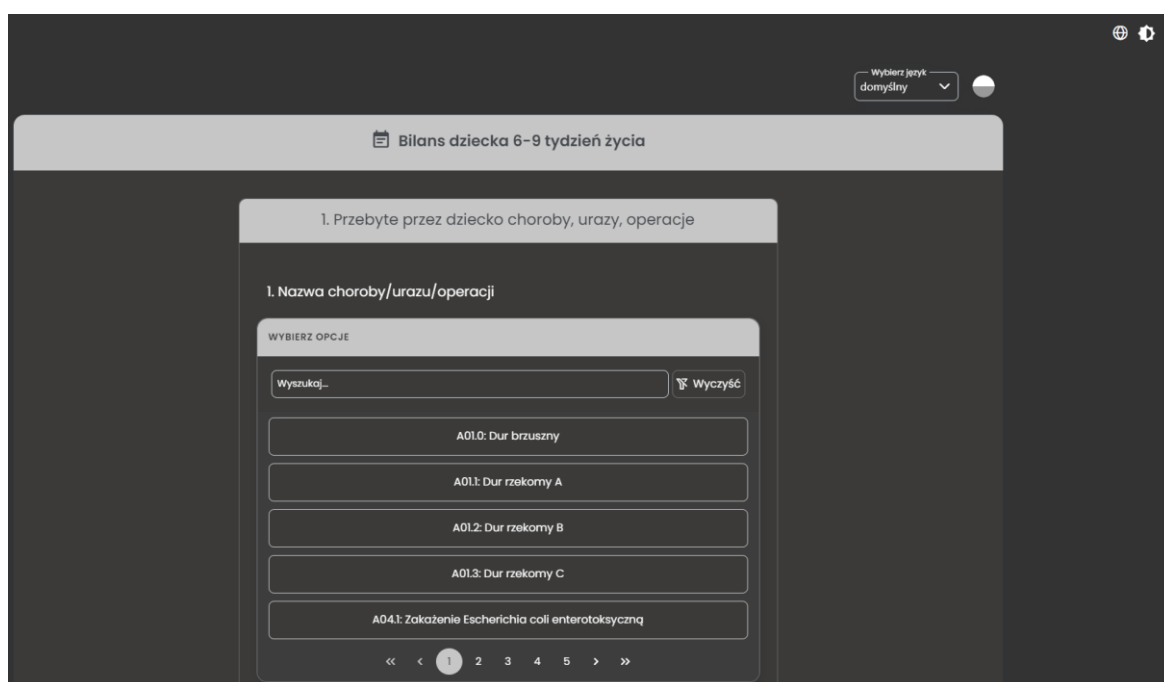 Wybierz język
domyślny
Bilans dziecka 6-9 tydzień życia
1. Przebyte przez dziecko choroby, urazy, operacje
1. Nazwa choroby/urazu/operacji
WYBIERZ OPCJE
Wyszukaj... Wyczyść
A01.0: Dur brzuszny
A01.1: Dur rzekomy A
A01.2: Dur rzekomy B
A01.3: Dur rzekomy C
A04.1: Zakażenie Escherichia coli enterotoksyczną
« ‹ 1 2 3 4 5 › »